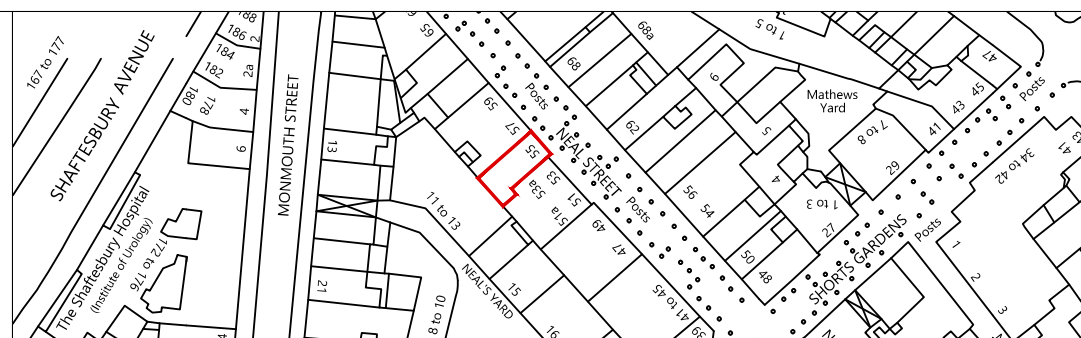 167 to 177
SHAFTESBURY AVENUE
188
186
2
184
182
2a
180
178
4
6
MONMOUTH STREET
13
21
The Shaftesbury Hospital
(Institute of Urology)
172 to 176
11 to 13
NEAL'S YARD
15
16
8 to 10
65
59
57
55
53
53a
51
51a
49
47
41 to 45
39
Posts
NEAL STREET
Posts
68a
68
62
56
54
50
48
1 to 5
9
5
4
1 to 3
27
Mathews
Yard
7 to 8
29
41
43
45
47
Posts
SHORTS GARDENS
Posts
34 to 42
41
1
2
3